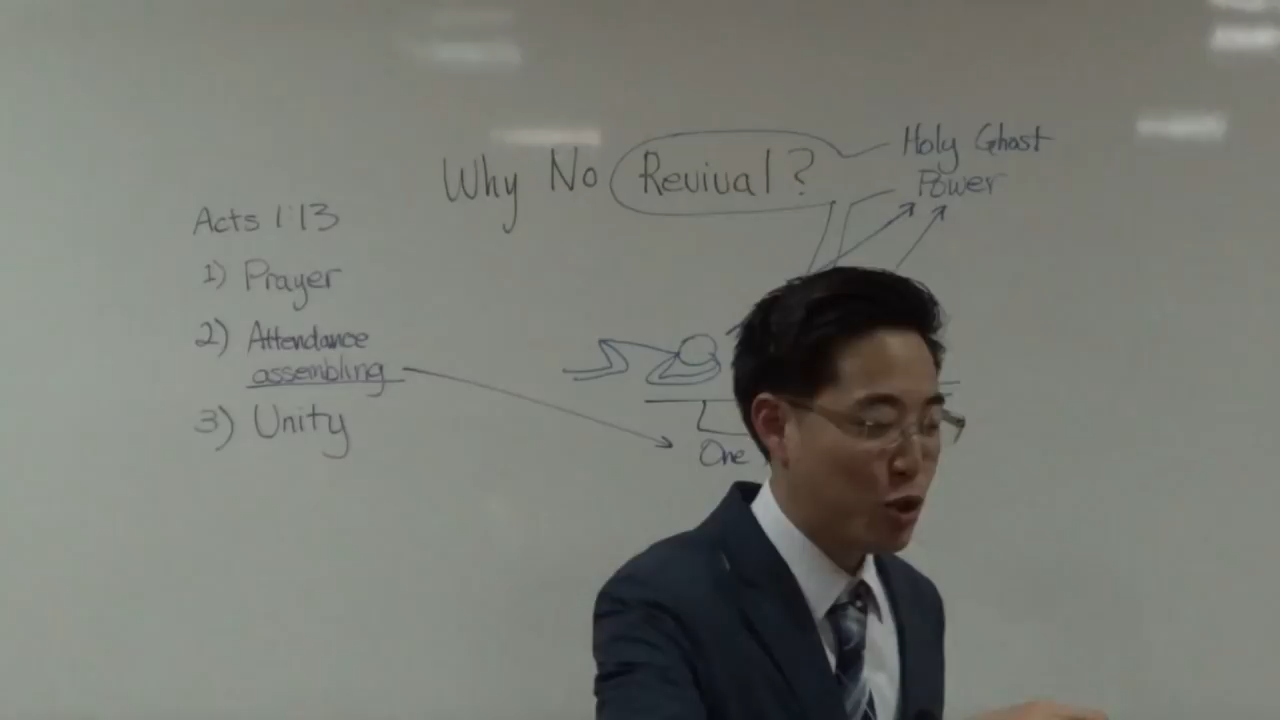 Why No Revival?
Holy Ghost
Power
Acts 1:13
1) Prayer
2) Attendance
assembling
3) Unity
One